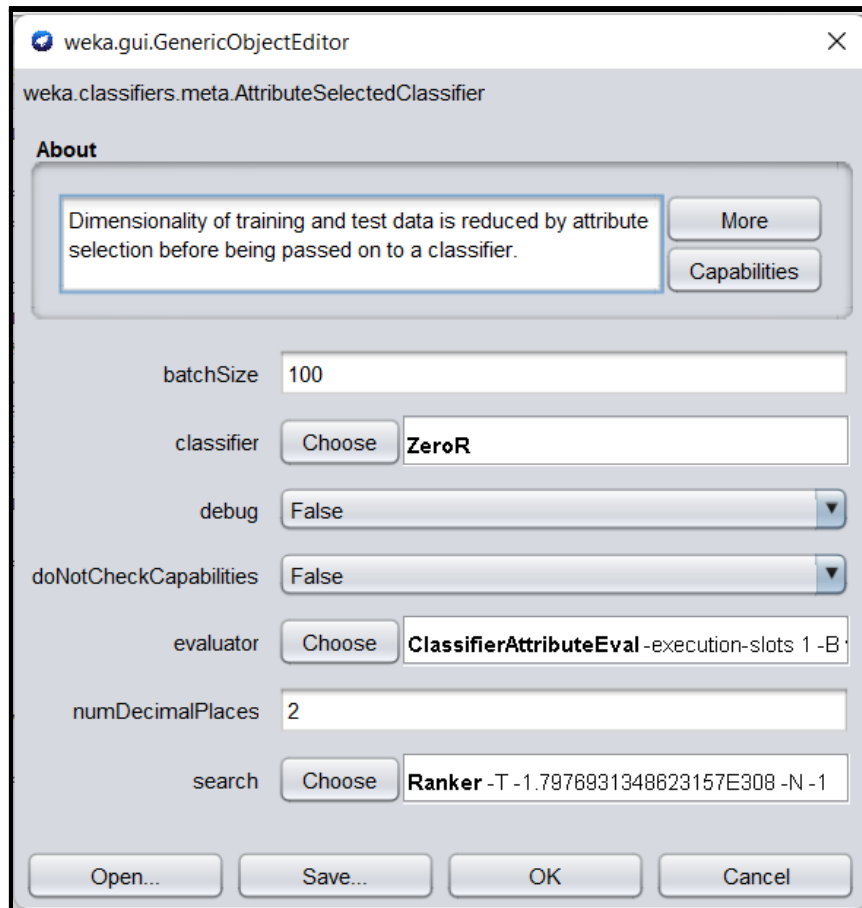 weka.gui.GenericObjectEditor
weka.classifiers.meta.AttributeSelectedClassifier
About
Dimensionality of training and test data is reduced by attribute
selection before being passed on to a classifier.
More
Capabilities
batchSize 100
classifier Choose ZeroR
debug False
doNotCheckCapabilities False
evaluator Choose ClassifierAttributeEval -execution-slots 1 -B
numDecimalPlaces 2
search Choose Ranker -T -1.7976931348623157E308 -N -1
Open... Save... OK Cancel